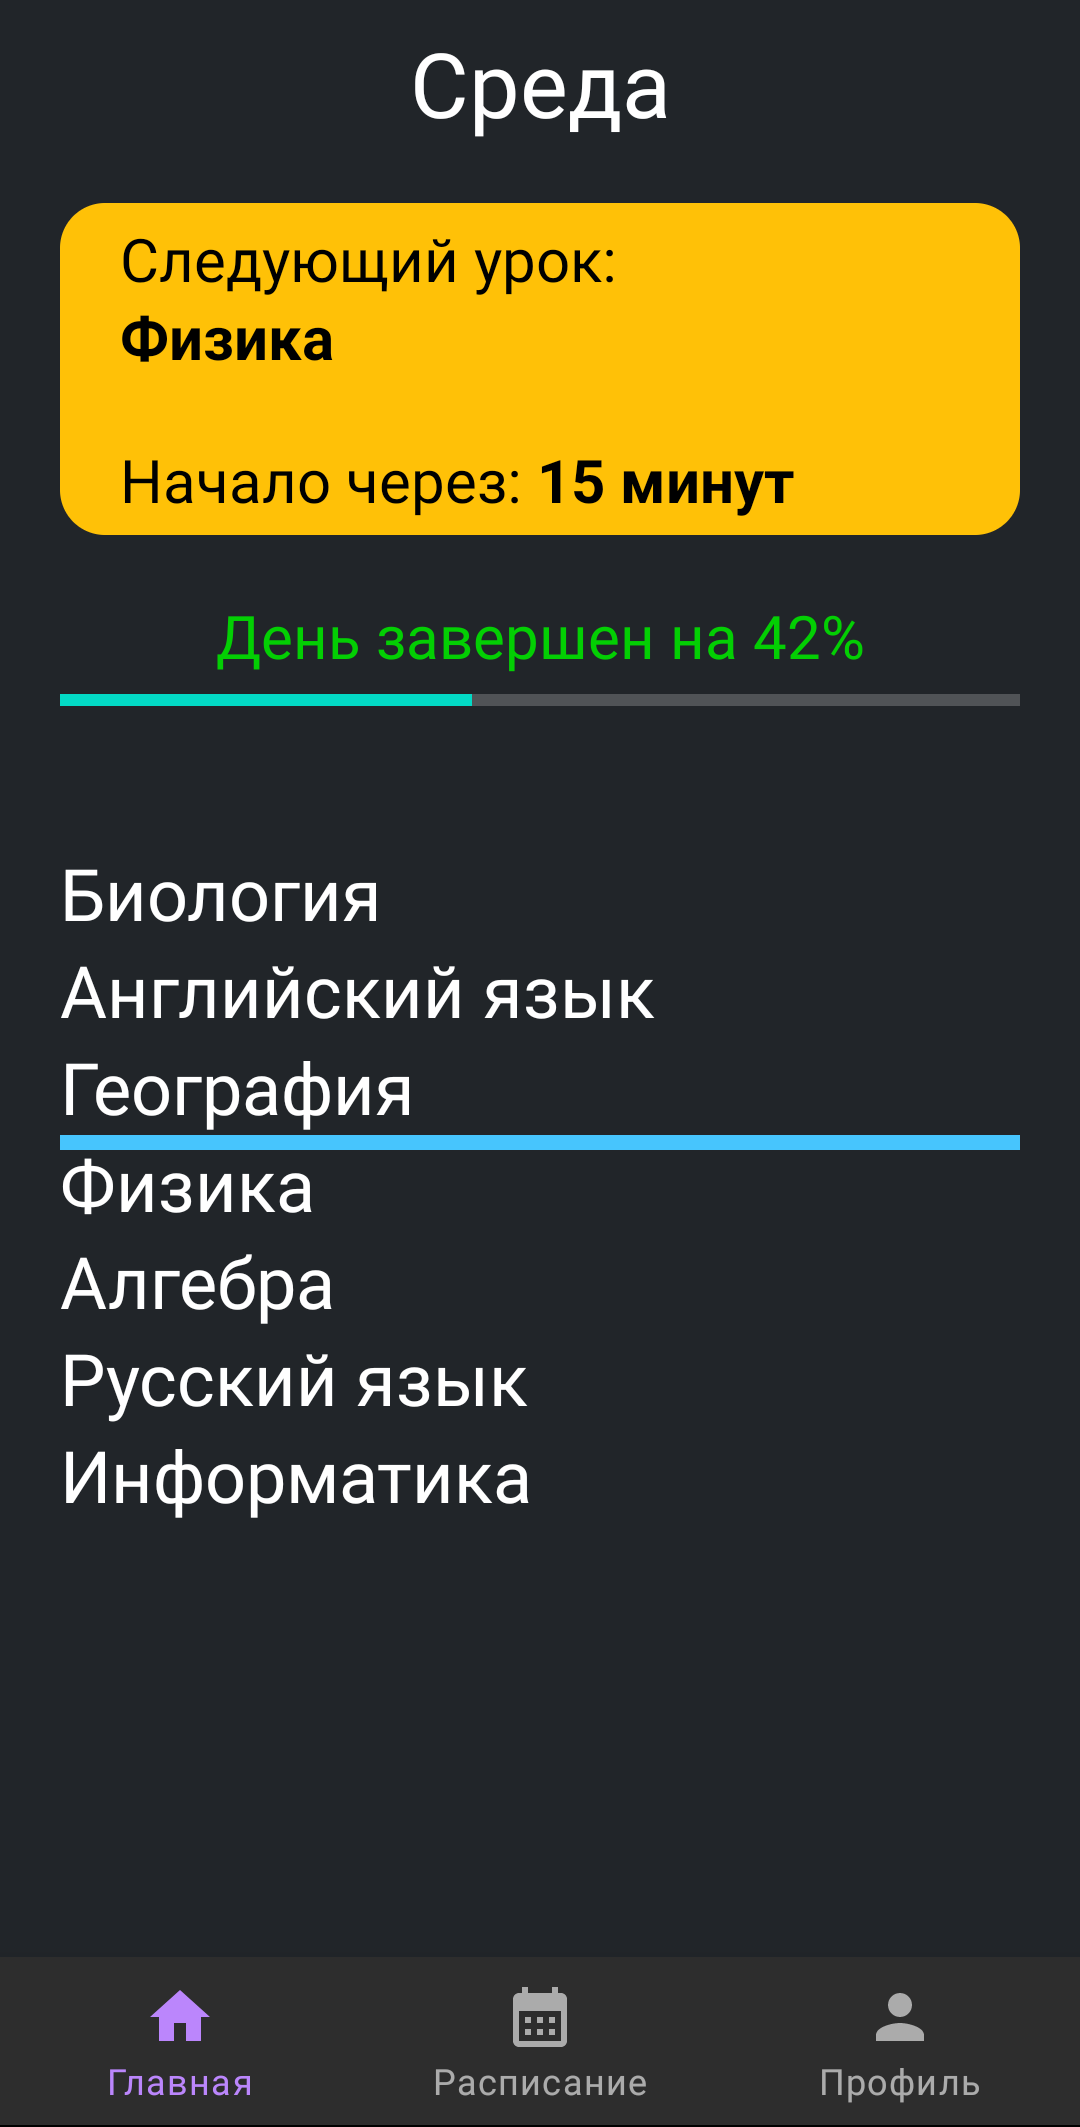 Среда
Следующий урок:
Физика
Начало через: 15 минут
День завершен на 42%
Биология
Английский язык
География
Физика
Алгебра
Русский язык
Информатика
Главная
Расписание
Профиль